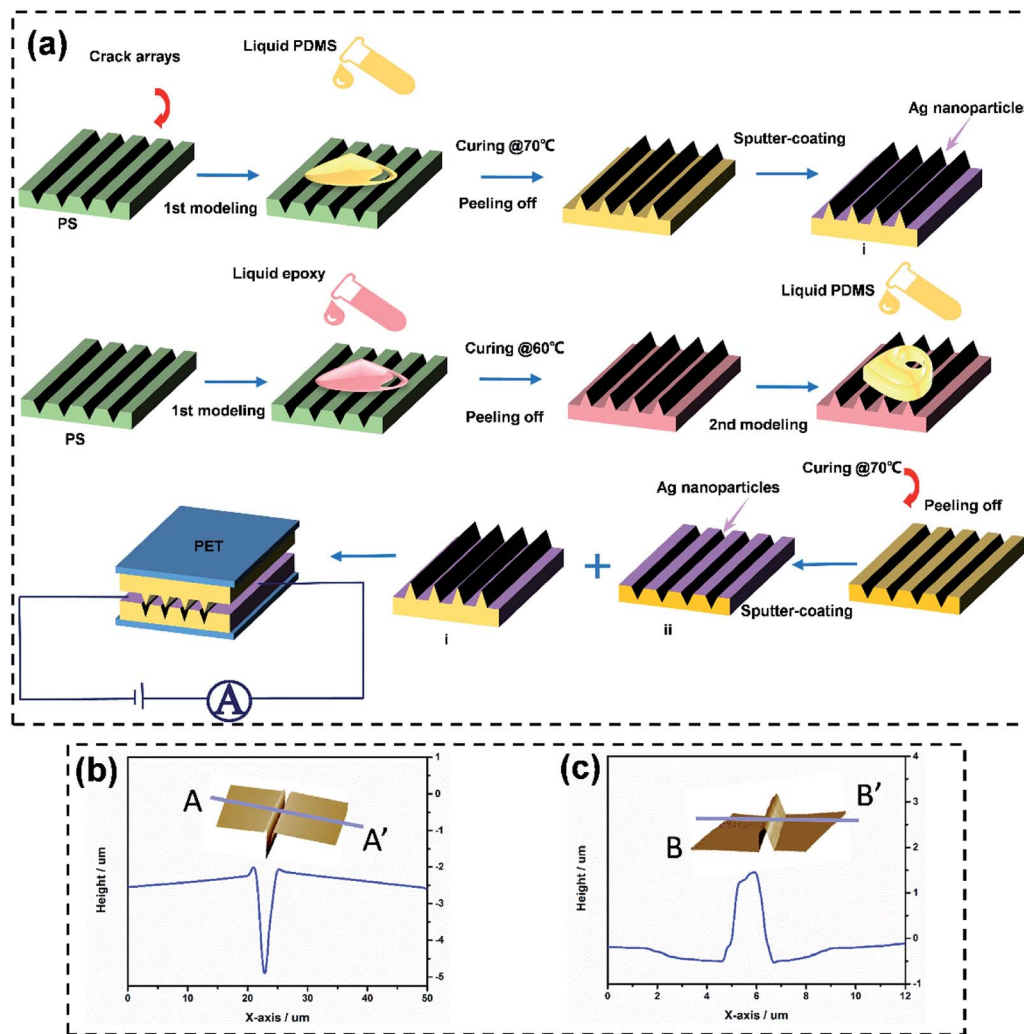 (a)
Crack arrays
Liquid PDMS
Curing @70℃
Sputter-coating
Ag nanoparticles
PS
1st modeling
Peeling off
i
Liquid epoxy
Liquid PDMS
Curing @60℃
PS
1st modeling
Peeling off
2nd modeling
Curing @70℃
Ag nanoparticles
Peeling off
PET
+
i
ii
Sputter-coating
A
(b)
A
A'
Height / um
1
0
-1
-2
-3
-4
-5
0
10
20
30
40
50
X-axis / um
(c)
B
B'
Height / um
4
3
2
1
0
-1
0
2
4
6
8
10
12
X-axis / um